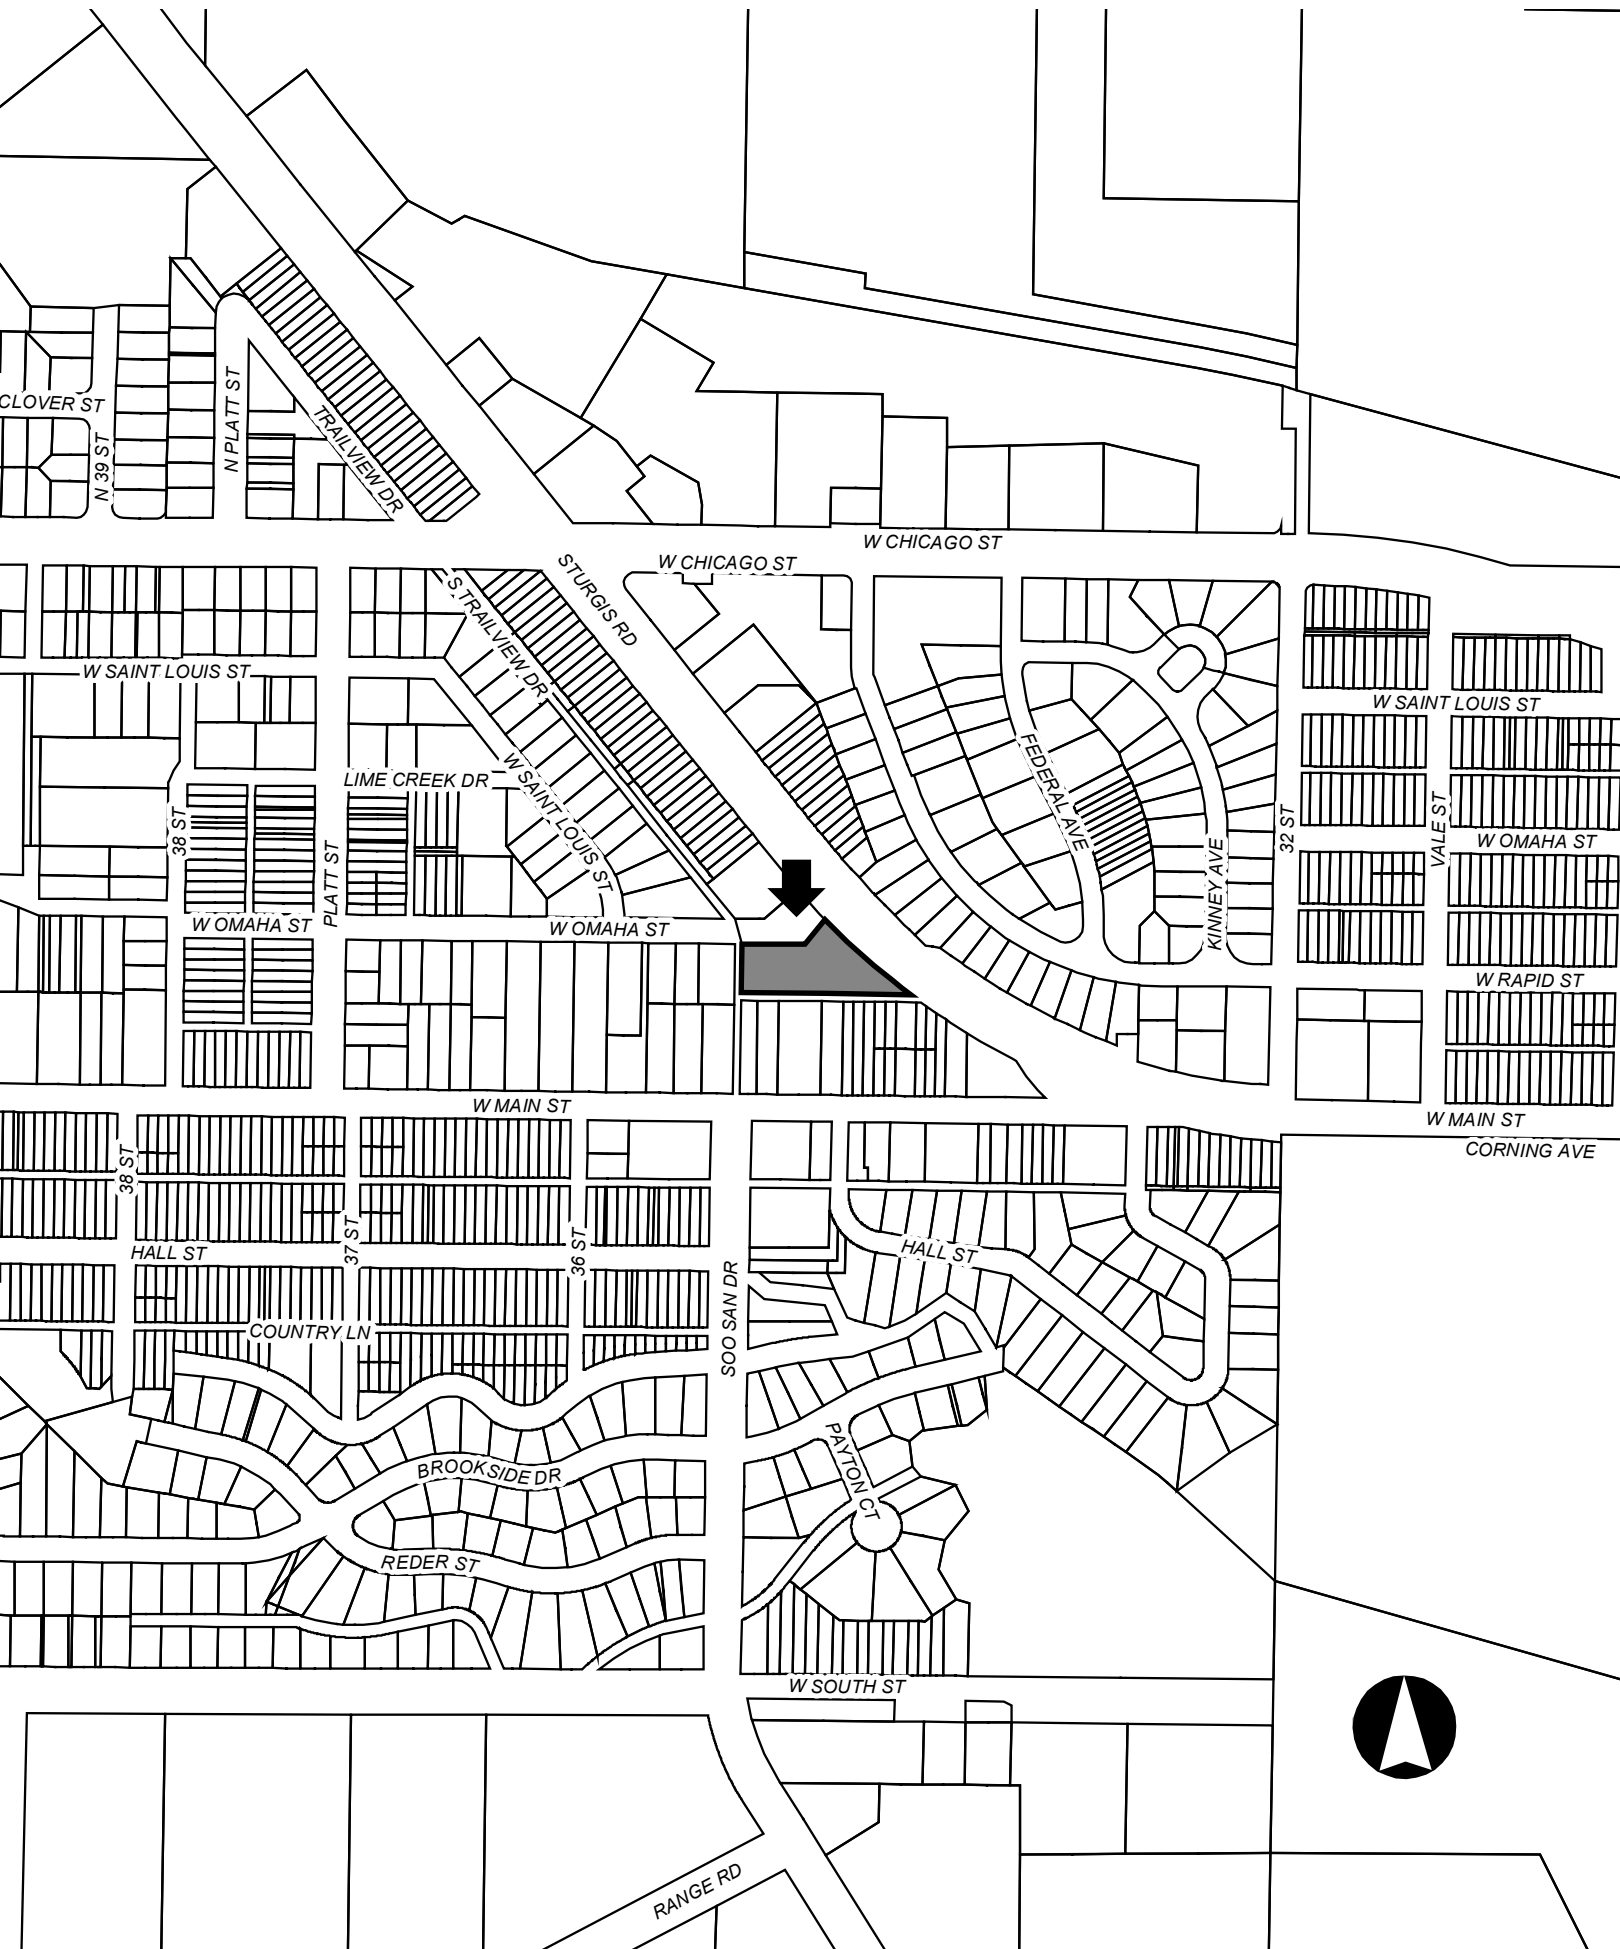 CLOVER ST
N 39 ST
N PLATT ST
TRAILVIEW DR
W CHICAGO ST
W CHICAGO ST
STURGIS RD
S TRAILVIEW DR
W SAINT LOUIS ST
W SAINT LOUIS ST
FEDERAL AVE
LIME CREEK DR
W SAINT LOUIS ST
38 ST
PLATT ST
32 ST
VALE ST
W OMAHA ST
KINNEY AVE
W OMAHA ST
W OMAHA ST
W RAPID ST
W MAIN ST
W MAIN ST
CORNING AVE
38 ST
37 ST
36 ST
HALL ST
HALL ST
SOO SAN DR
COUNTRY LN
PAYTON CT
BROOKSIDE DR
REDER ST
W SOUTH ST
RANGE RD